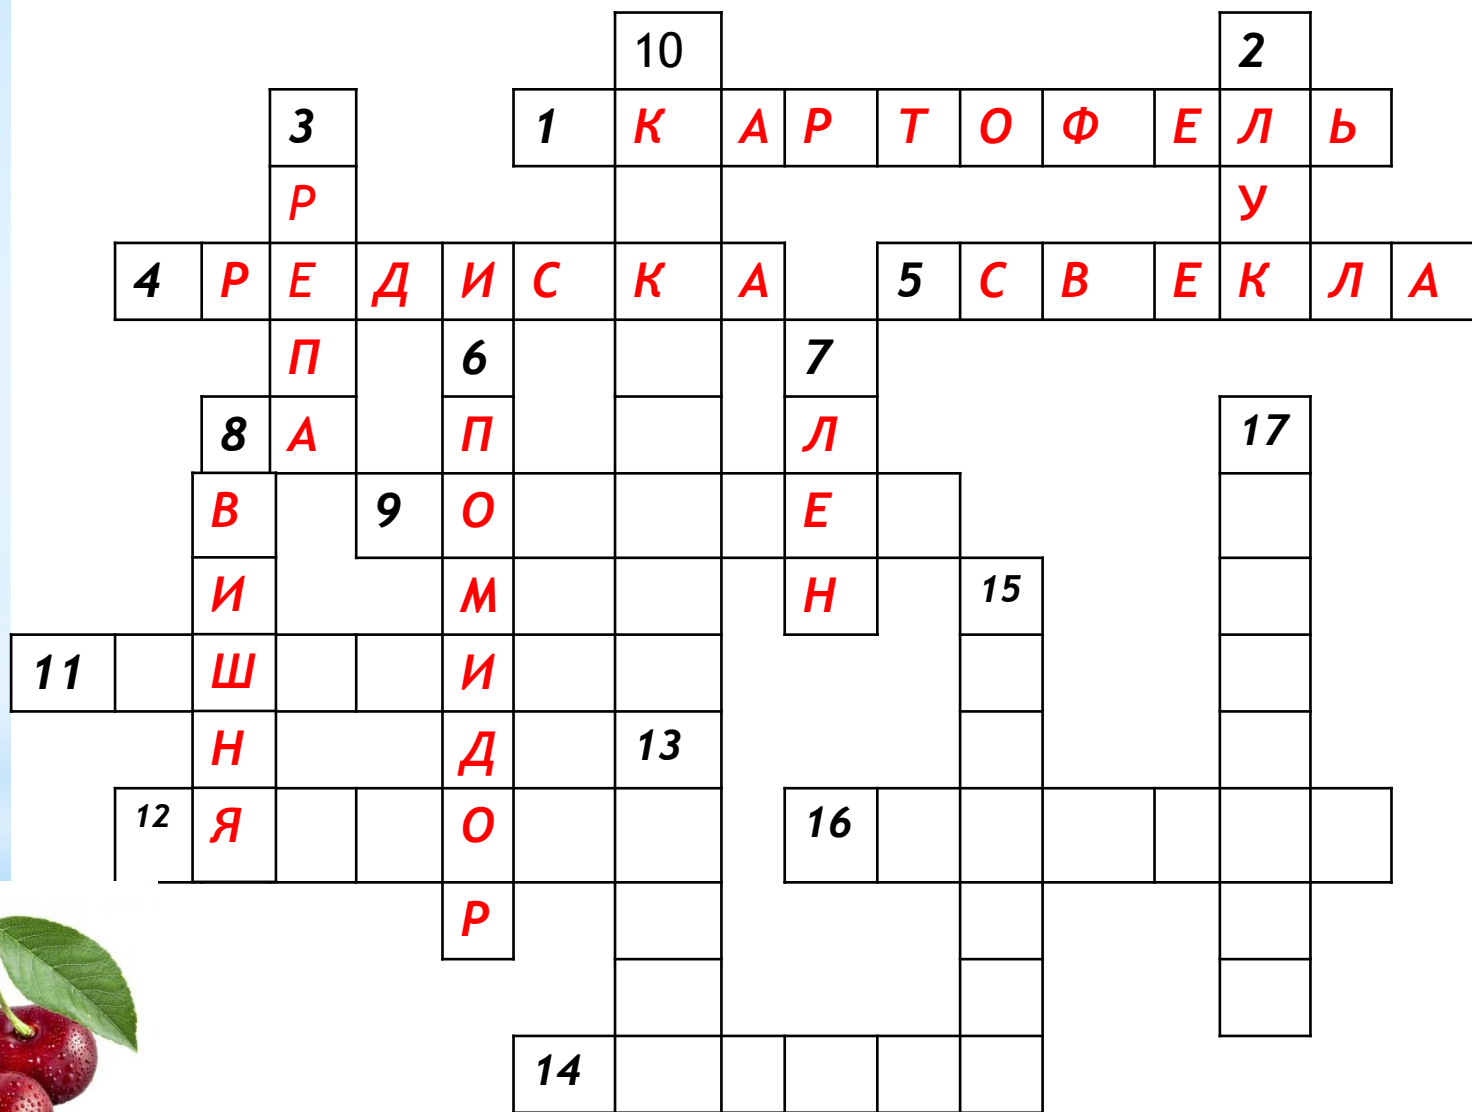 10 2
3 1 К А Р Т О Ф Е Л Ь
Р У
4 Р Е Д И С К А 5 С В Е К Л А
П 6 7
8 А П Л 17
В 9 О Е
И М Н 15
11 Ш И
Н Д 13
12 Я О 16
Р
14